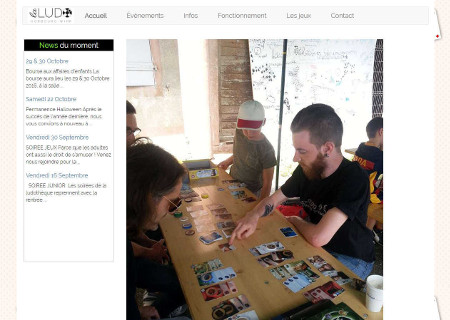 LUD
Accueil Évènements Infos Fonctionnement Les jeux Contact
News du moment
29 & 30 Octobre
Bourse aux affaires d'enfants La
bourse aura lieu les 29 & 30 Octobre
2016, à la salle ...
Samedi 22 Octobre
Permanence Halloween Après le
succès de l'année dernière, nous
vous convions à nouveau à ...
Vendredi 30 Septembre
SOIREE JEUX Parce que les adultes
ont aussi le droit de s'amuser ! Venez
nous rejoindre pour la ...
Vendredi 16 Septembre
SOIREE JUNIOR Les soirées de la
ludothèque reprennent avec la
rentrée ...